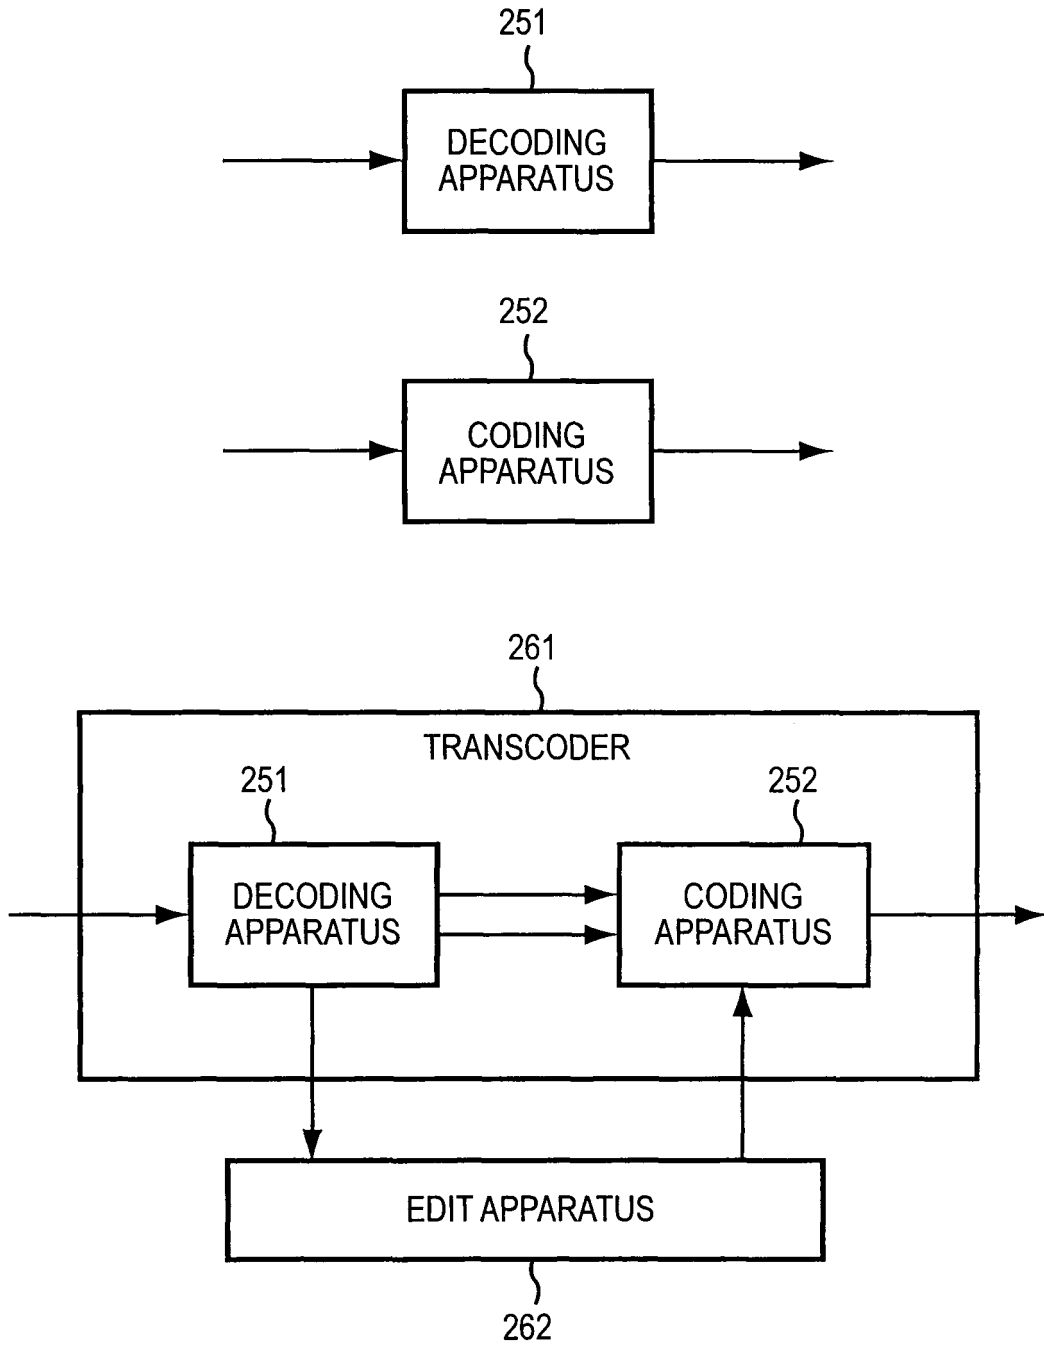 251
DECODING
APPARATUS
252
CODING
APPARATUS
261
TRANSCODER
251
252
DECODING
APPARATUS
CODING
APPARATUS
EDIT APPARATUS
262